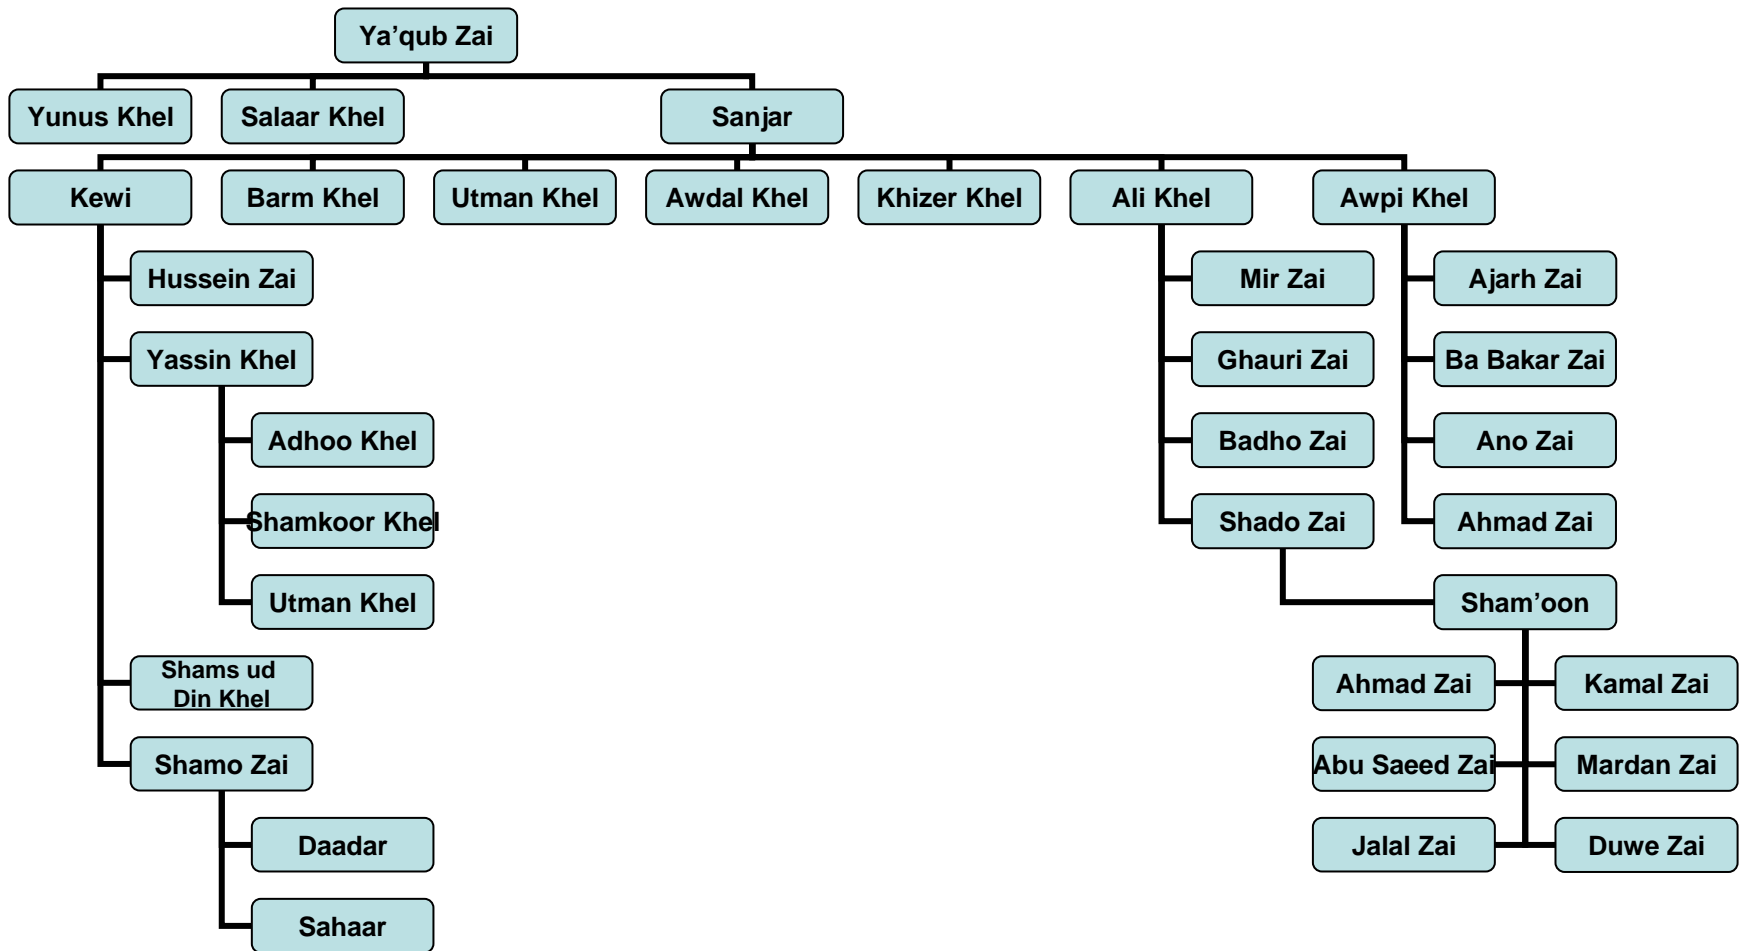 Ya’qub Zai
Yunus Khel
Salaar Khel
Sanjar
Kewi
Barm Khel
Utman Khel
Awdal Khel
Khizer Khel
Ali Khel
Awpi Khel
Hussein Zai
Mir Zai
Ajarh Zai
Yassin Khel
Ghauri Zai
Ba Bakar Zai
Adhoo Khel
Badho Zai
Ano Zai
Shamkoor Khel
Shado Zai
Ahmad Zai
Utman Khel
Sham’oon
Shams ud
Din Khel
Ahmad Zai
Kamal Zai
Shamo Zai
Abu Saeed Zai
Mardan Zai
Daadar
Jalal Zai
Duwe Zai
Sahaar